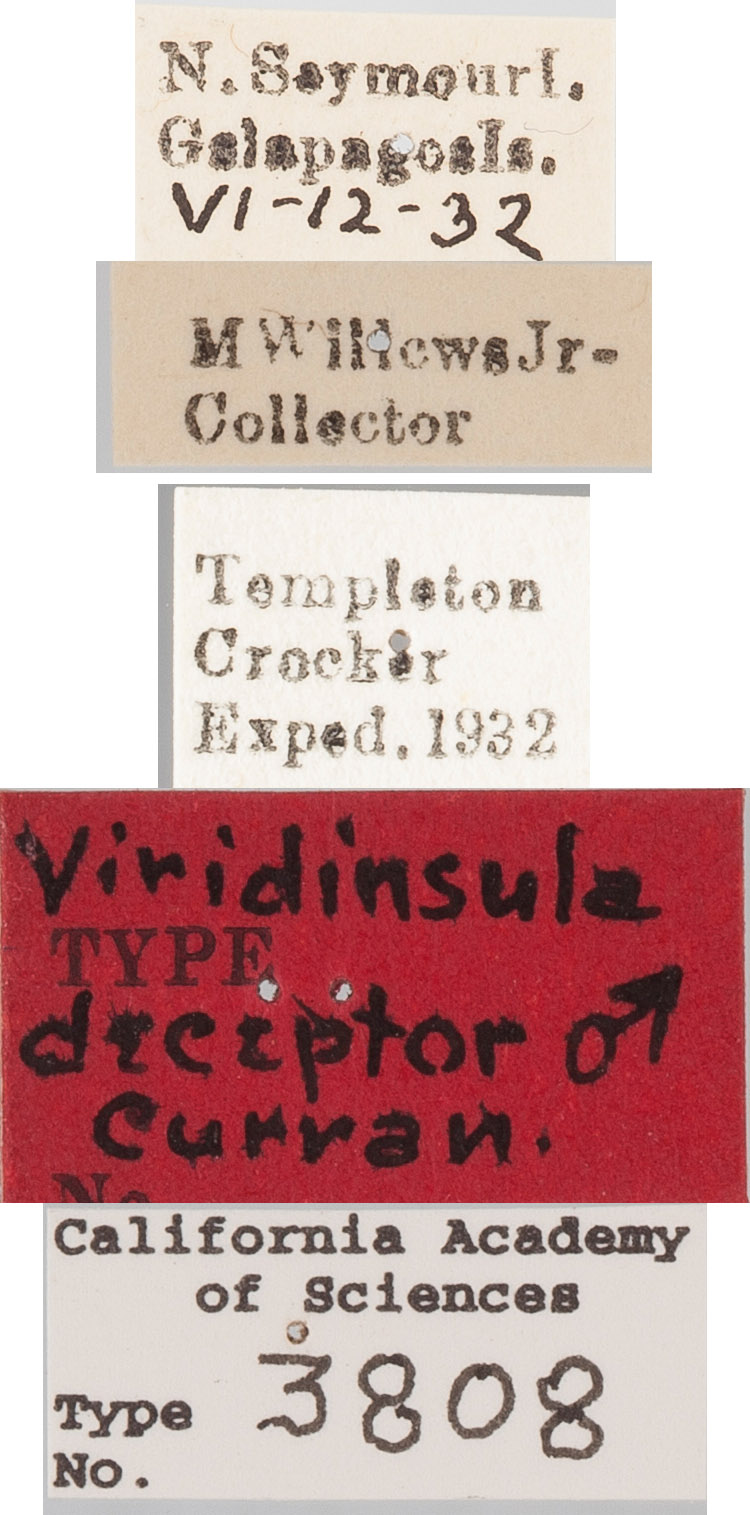 N. Seymour I.
Galapagos Is.
VI-12-32
M Willows Jr-
Collector
Templeton
Crocker
Exped. 1932
Viridinsula
TYPE
deceptor ♂
Curran.
No
California Academy
of Sciences
Type 3808
No.